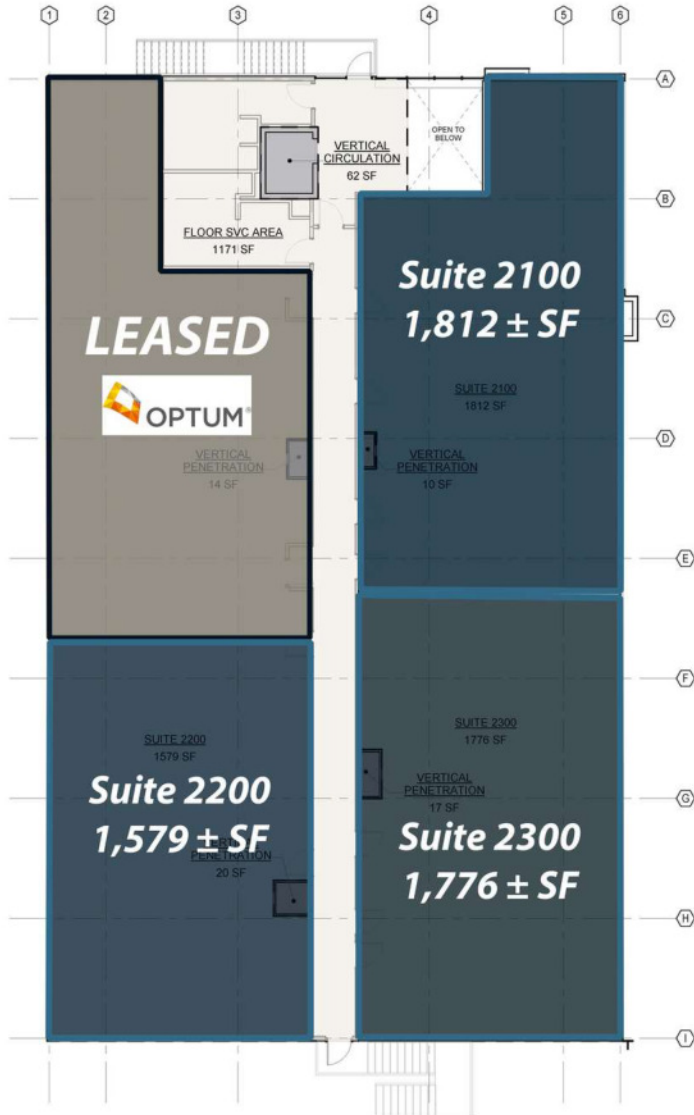 1
2
3
4
5
6
A
OPEN TO
BELOW
VERTICAL
CIRCULATION
62 SF
B
FLOOR SVC AREA
1171 SF
Suite 2100
1,812 ± SF
C
LEASED
OPTUM®
SUITE 2100
1812 SF
D
VERTICAL
PENETRATION
14 SF
VERTICAL
PENETRATION
10 SF
E
F
SUITE 2200
1579 SF
SUITE 2300
1776 SF
Suite 2200
1,579 ± SF
VERTICAL
PENETRATION
17 SF
G
Suite 2300
1,776 ± SF
VERTICAL
PENETRATION
20 SF
H
I